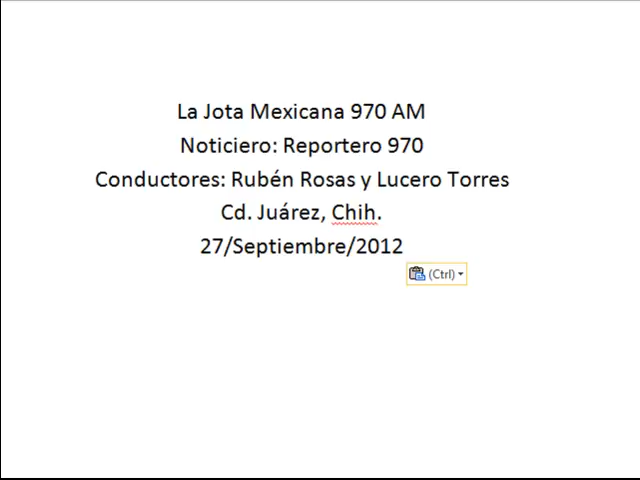 La Jota Mexicana 970 AM
Noticiero: Reportero 970
Conductores: Rubén Rosas y Lucero Torres
Cd. Juárez, Chih.
27/Septiembre/2012
(Ctrl)